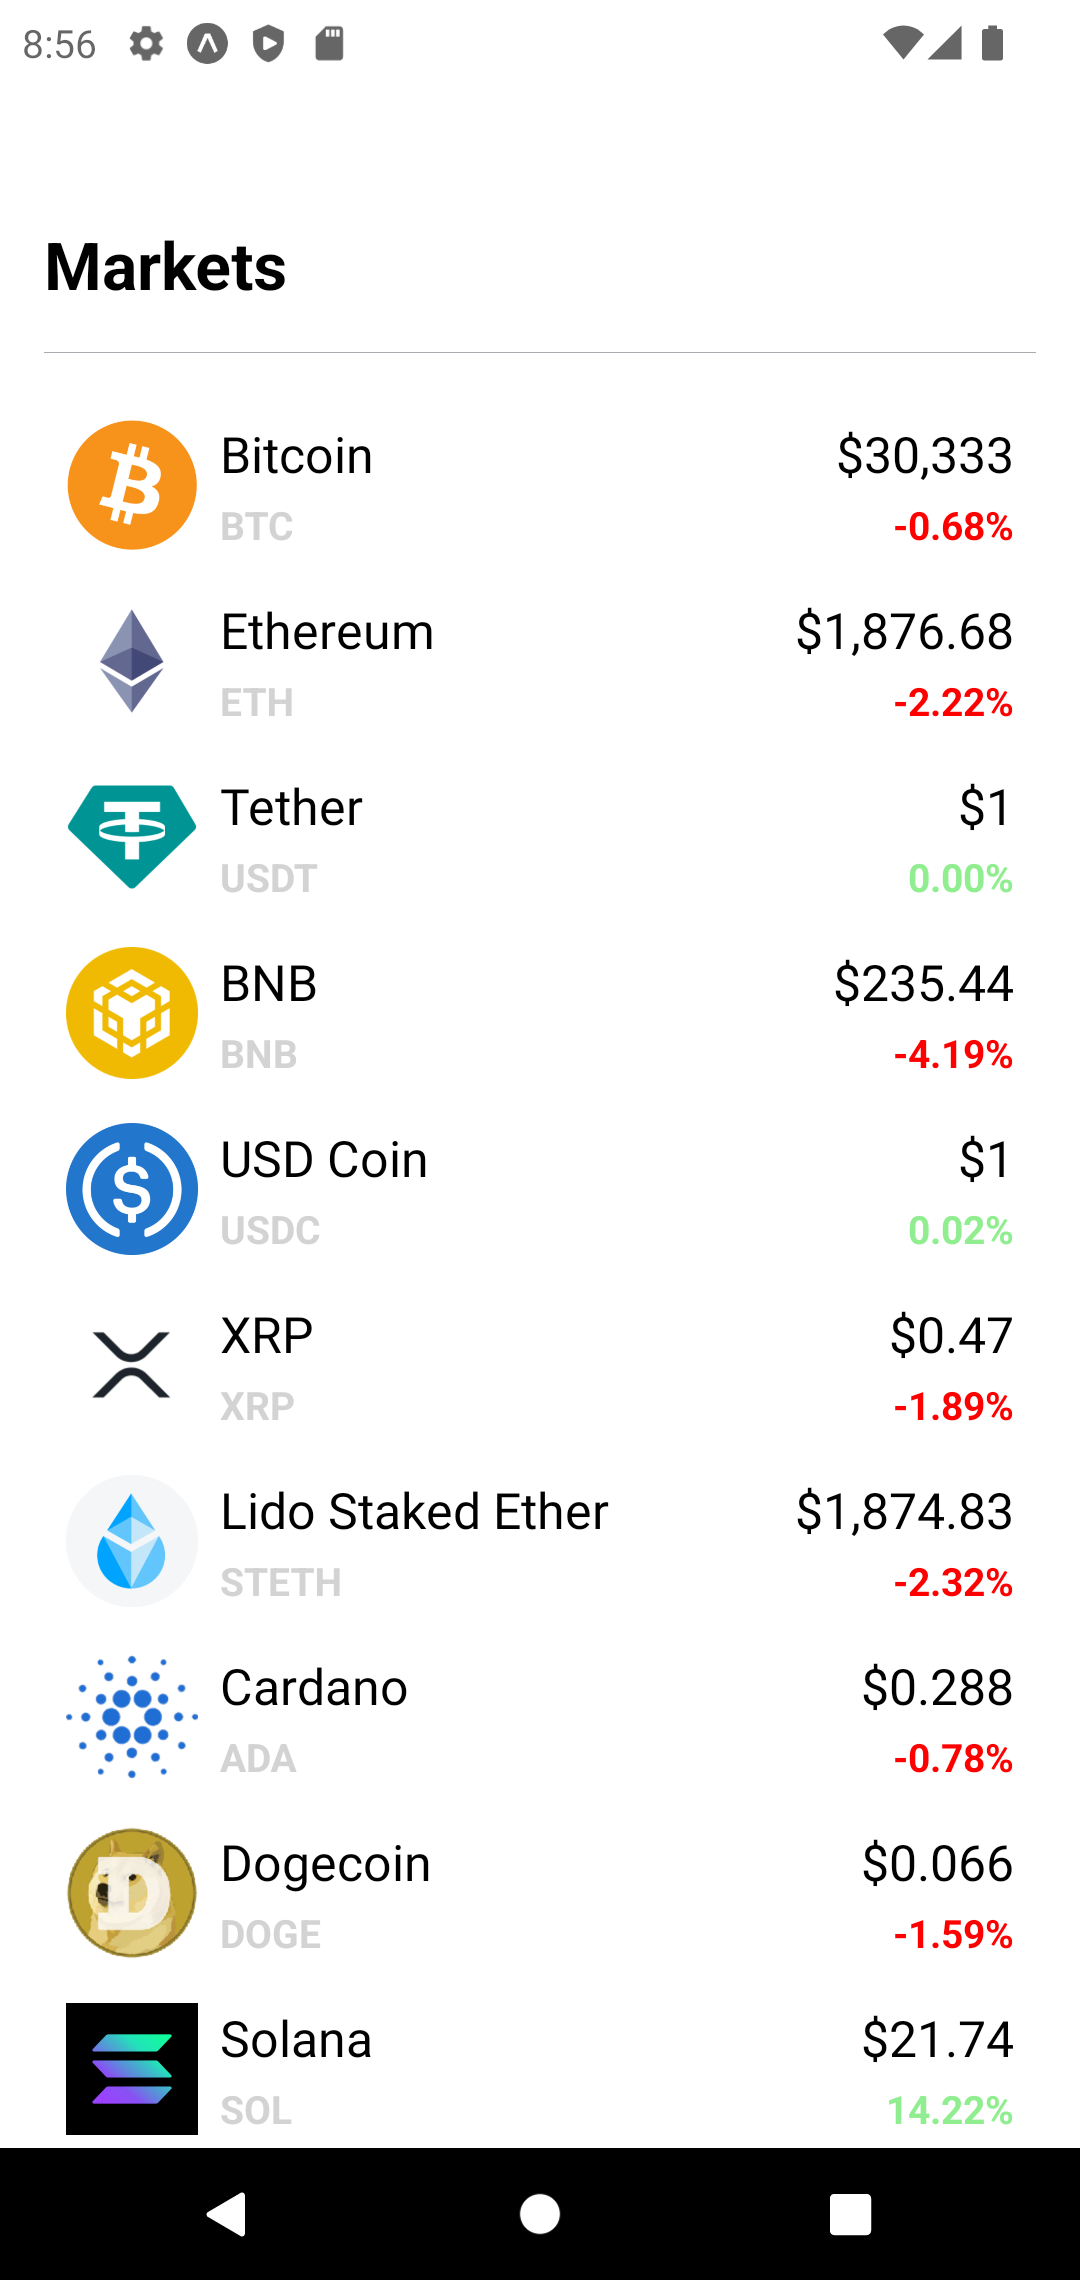 8:56
Markets
Bitcoin $30,333
BTC -0.68%
Ethereum $1,876.68
ETH -2.22%
Tether $1
USDT 0.00%
BNB $235.44
BNB -4.19%
USD Coin $1
USDC 0.02%
XRP $0.47
XRP -1.89%
Lido Staked Ether $1,874.83
STETH -2.32%
Cardano $0.288
ADA -0.78%
Dogecoin $0.066
DOGE -1.59%
Solana $21.74
SOL 14.22%